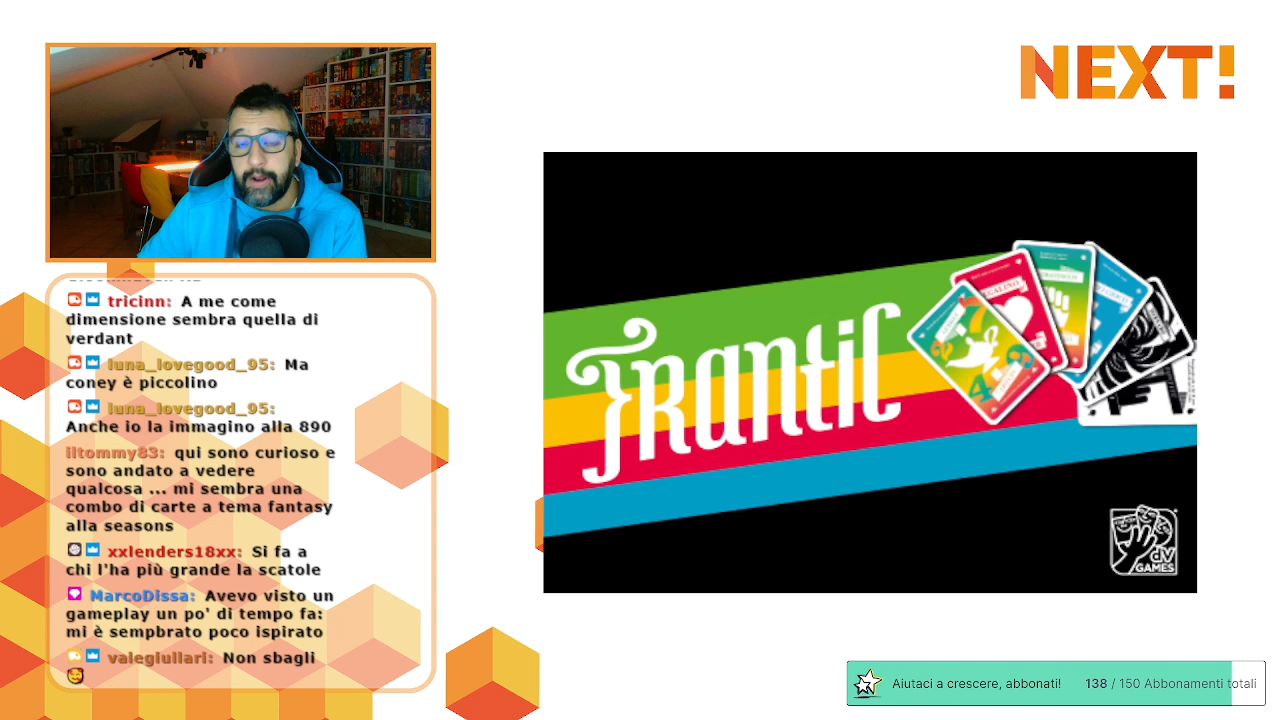 NEXT!
tricinn: A me come
dimensione sembra quella di
verdant
luna_lovegood_95: Ma
coney è piccolino
luna_lovegood_95:
Anche io la immagino alla 890
iltommy83: qui sono curioso e
sono andato a vedere
qualcosa ... mi sembra una
combo di carte a tema fantasy
alla seasons
xxlenders18xx: Si fa a
chi l'ha più grande la scatole
MarcoDissa: Avevo visto un
gameplay un po' di tempo fa:
mi è sempbrato poco ispirato
valegiullari: Non sbagli
Frantic
4
dV
GAMES
Aiutaci a crescere, abbonati! 138 / 150 Abbonamenti totali